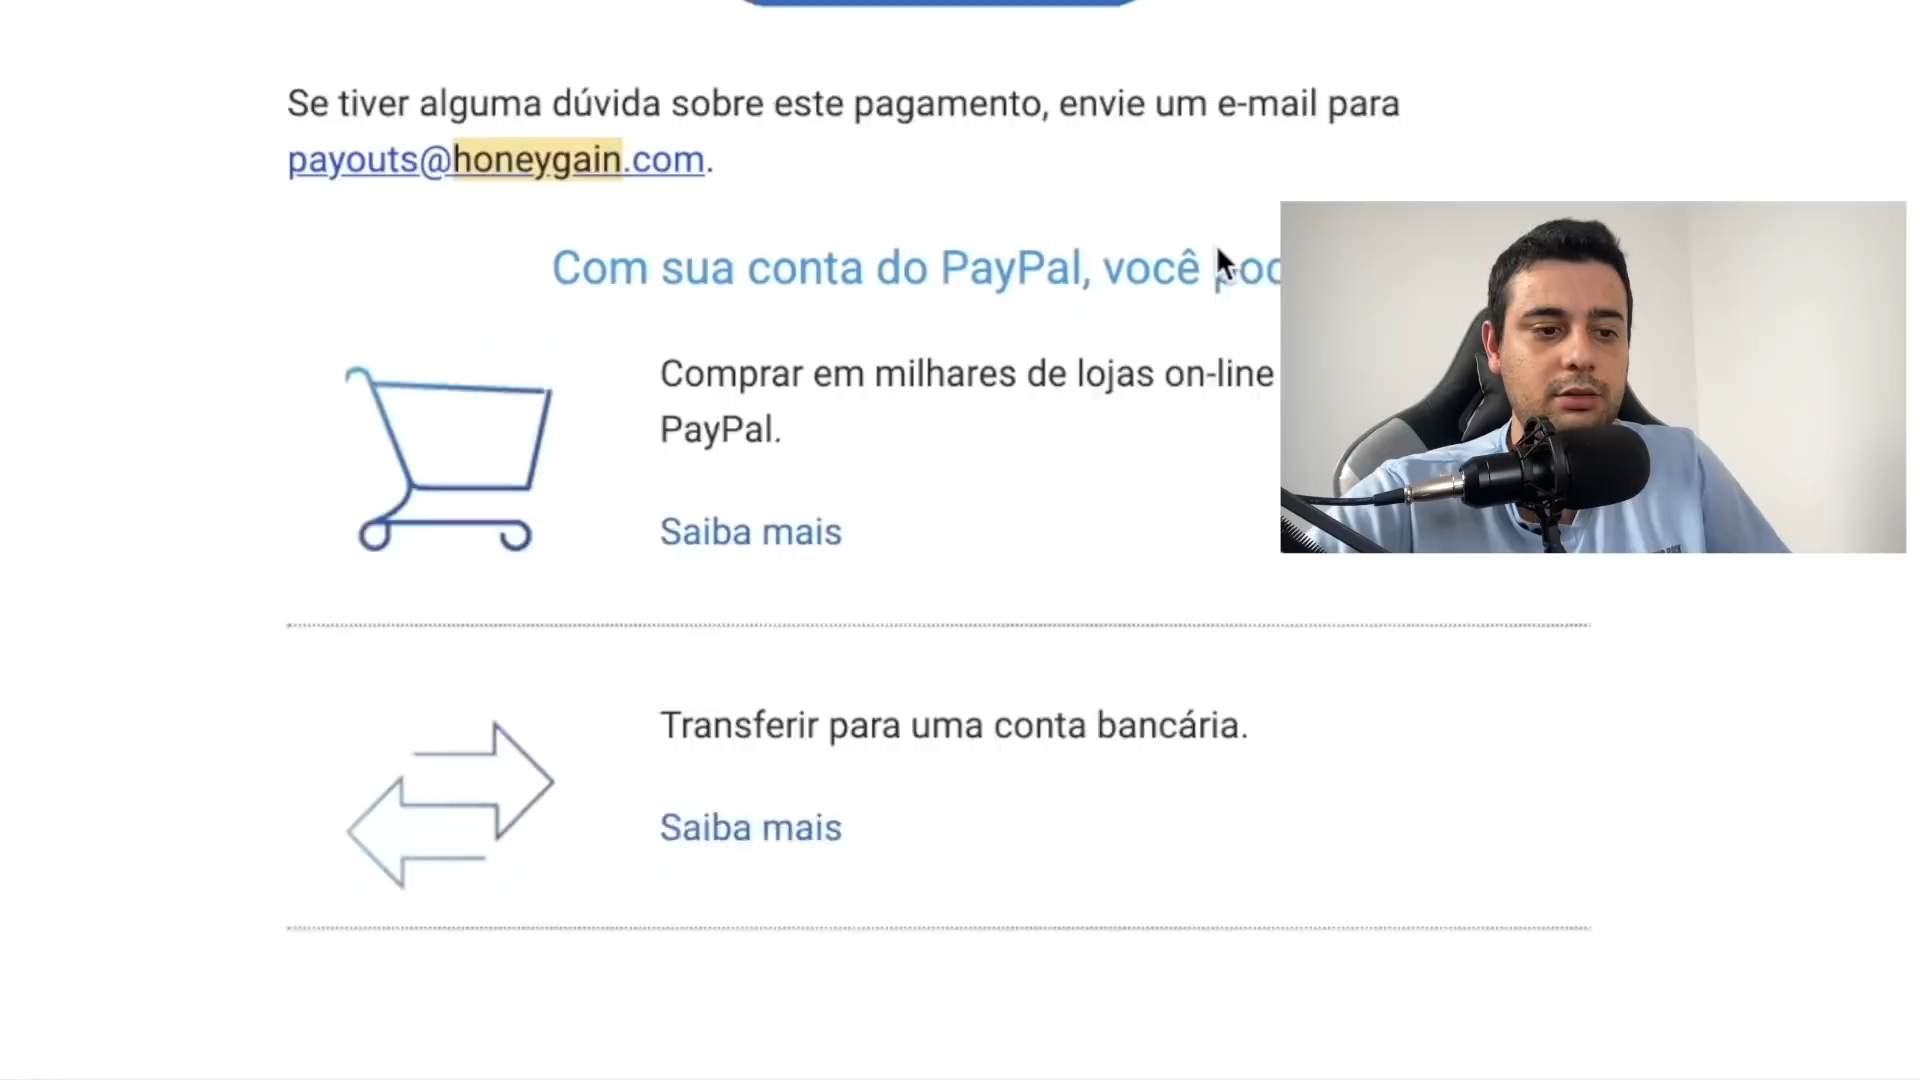 Se tiver alguma dúvida sobre este pagamento, envie um e-mail para
payouts@honeygain.com.
Com sua conta do PayPal, você
Comprar em milhares de lojas on-line
PayPal.
Saiba mais
Transferir para uma conta bancária.
Saiba mais